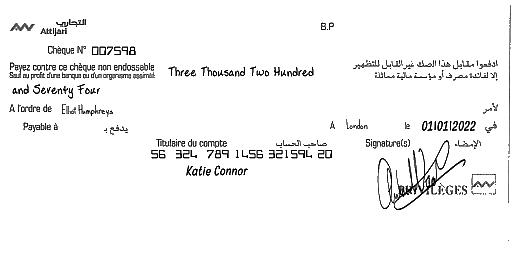 التجاري
Attijari
B.P
Chèque N° 007598
Payez contre ce chèque non endossable
Sauf au profit d'une banque ou d'un organisme assimilé
Three Thousand Two Hundred
ادفعوا مقابل هذا الصك غير القابل للتظهير
إلا لفائدة مصرف أو مؤسسة مالية مماثلة
and Seventy Four
A l'ordre de Elliot Humphreys لأمر
Payable à يدفع بـ A London le 01/01/2022 في
Titulaire du compte صاحب الحساب Signature(s) الإمضاء
56 324 789 1456 321594 20
Katie Connor
PRIVILÈGES